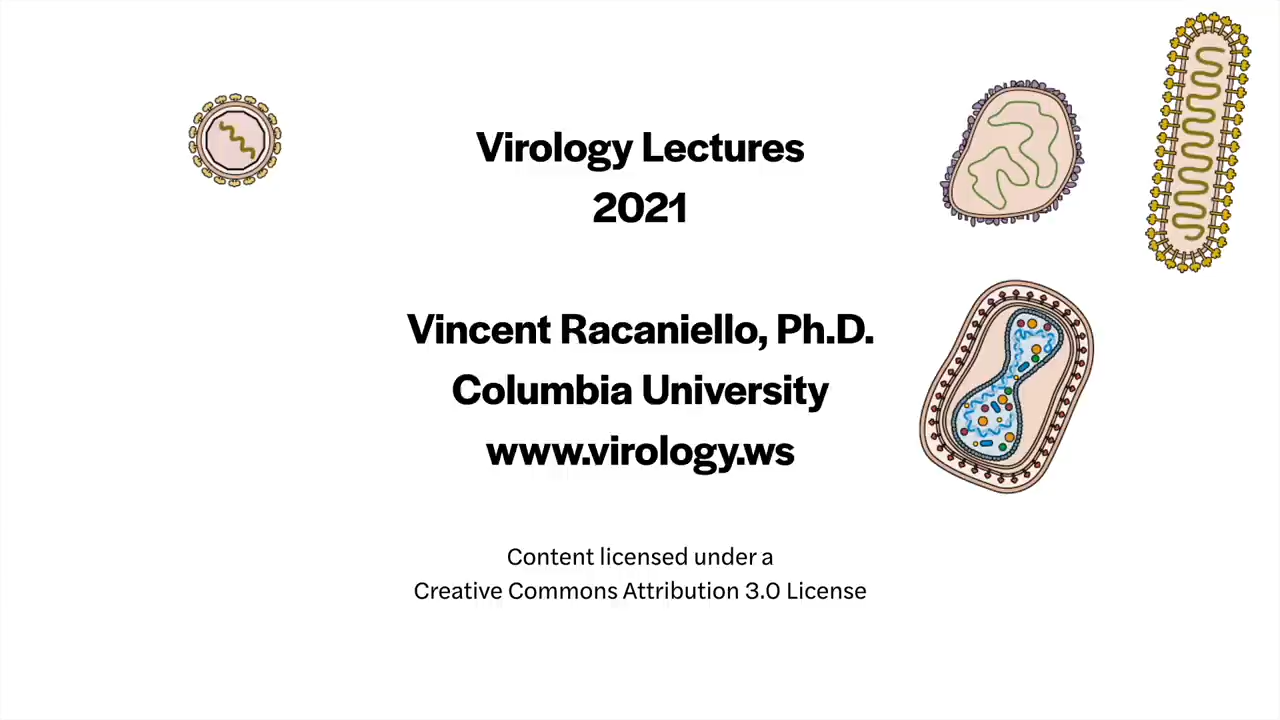 Virology Lectures
2021
Vincent Racaniello, Ph.D.
Columbia University
www.virology.ws
Content licensed under a
Creative Commons Attribution 3.0 License